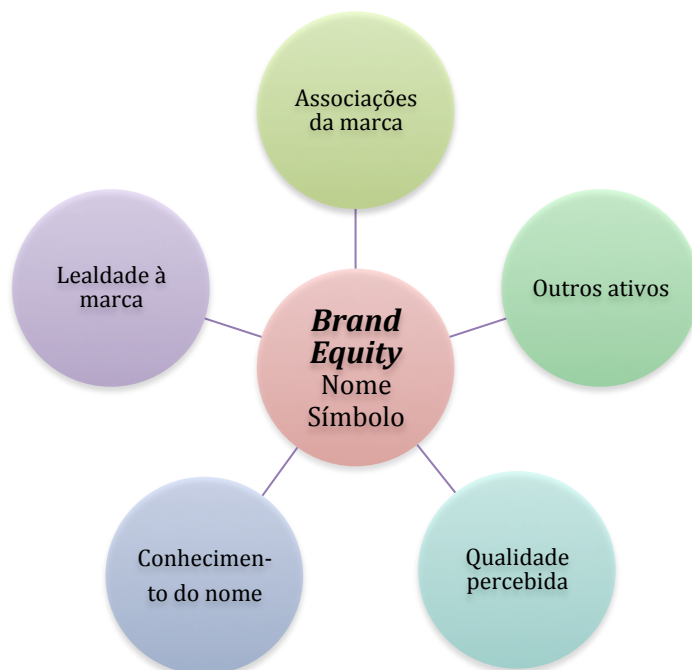 Associações
da marca
Lealdade à
marca
Outros ativos
Brand
Equity
Nome
Símbolo
Conhecimen-
to do nome
Qualidade
percebida